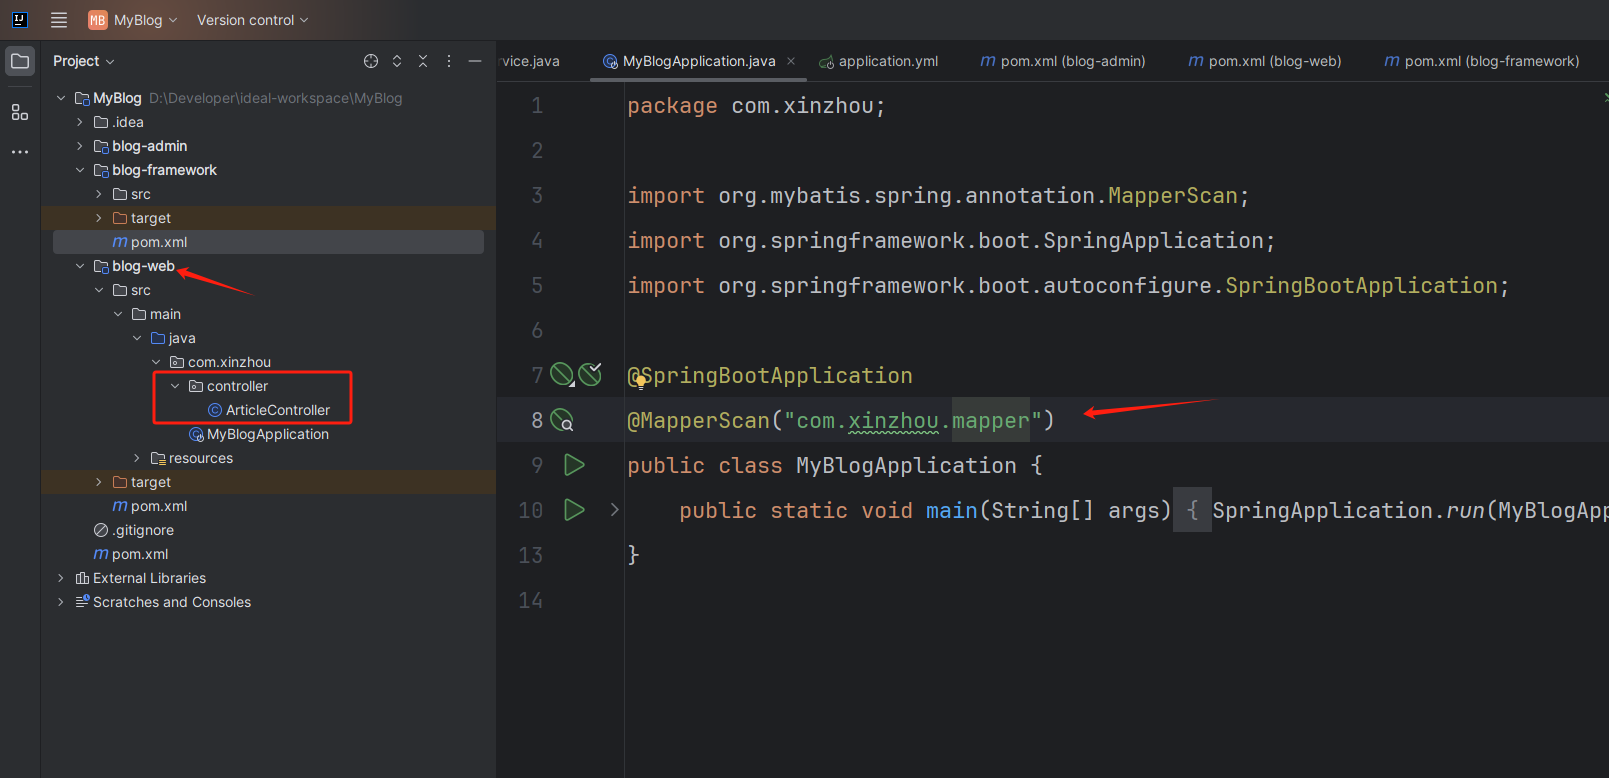 MB MyBlog Version control
Project
MyBlog D:\Developer\ideal-workspace\MyBlog
.idea
blog-admin
blog-framework
src
target
pom.xml
blog-web
src
main
java
com.xinzhou
controller
ArticleController
MyBlogApplication
resources
target
pom.xml
.gitignore
pom.xml
External Libraries
Scratches and Consoles
rvice.java MyBlogApplication.java application.yml pom.xml (blog-admin) pom.xml (blog-web) pom.xml (blog-framework)
1 package com.xinzhou;
2
3 import org.mybatis.spring.annotation.MapperScan;
4 import org.springframework.boot.SpringApplication;
5 import org.springframework.boot.autoconfigure.SpringBootApplication;
6
7 @SpringBootApplication
8 @MapperScan("com.xinzhou.mapper")
9 public class MyBlogApplication {
10 public static void main(String[] args) { SpringApplication.run(MyBlogApp
13 }
14